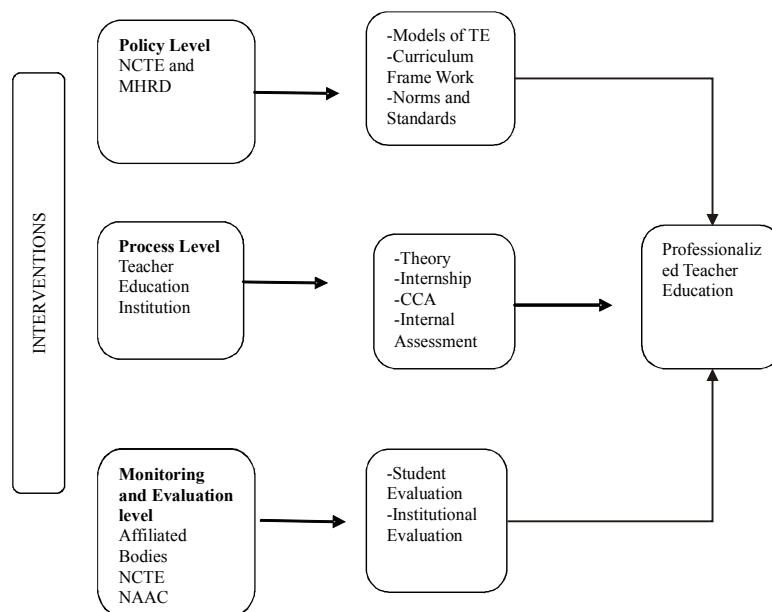 INTERVENTIONS
Policy Level
NCTE and
MHRD
-Models of TE
-Curriculum
Frame Work
-Norms and
Standards
Process Level
Teacher
Education
Institution
-Theory
-Internship
-CCA
-Internal
Assessment
Professionaliz
ed Teacher
Education
Monitoring
and Evaluation
level
Affiliated
Bodies
NCTE
NAAC
-Student
Evaluation
-Institutional
Evaluation